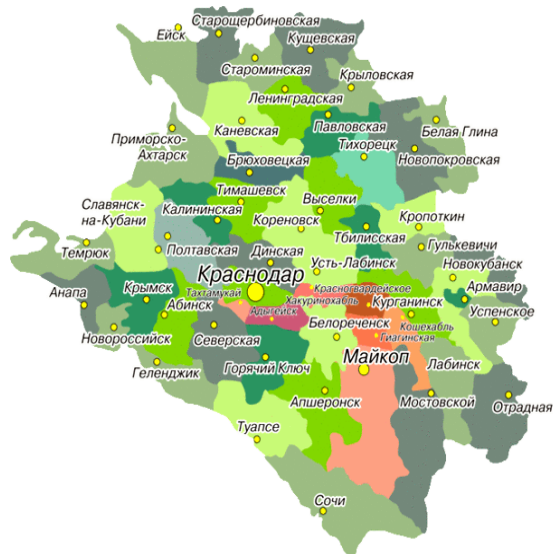 Старощербиновская
Ейск
Кущевская
Староминская
Крыловская
Ленинградская
Каневская
Павловская
Белая Глина
Приморско-
Ахтарск
Тихорецк
Брюховецкая
Новопокровская
Тимашевск
Выселки
Славянск-
на-Кубани
Калининская
Кореновск
Кропоткин
Тбилисская
Темрюк
Полтавская
Динская
Гулькевичи
Усть-Лабинск
Новокубанск
Краснодар
Анапа
Крымск
Тахтамукай
Красногвардейское
Армавир
Абинск
Хакуринохабль
Курганинск
Адыгейск
Успенское
Белореченск
Кошехабль
Новороссийск
Северская
Гиагинская
Майкоп
Геленджик
Горячий Ключ
Лабинск
Апшеронск
Мостовской
Отрадная
Туапсе
Сочи